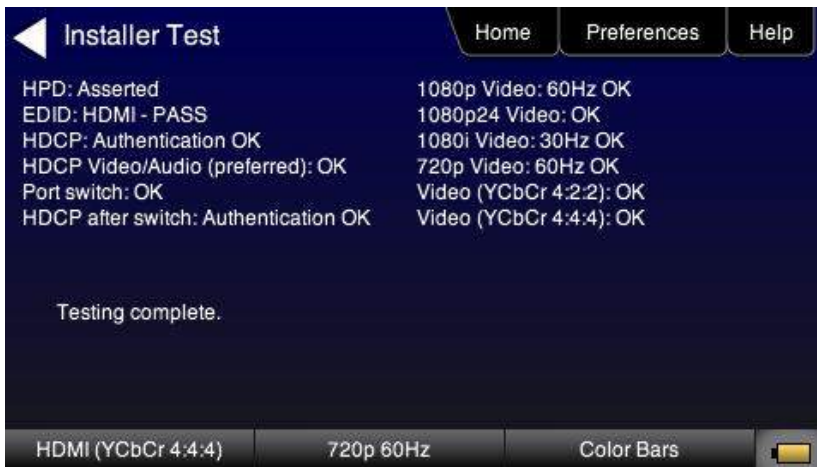 Installer Test
Home
Preferences
Help
HPD: Asserted
EDID: HDMI - PASS
HDCP: Authentication OK
HDCP Video/Audio (preferred): OK
Port switch: OK
HDCP after switch: Authentication OK
1080p Video: 60Hz OK
1080p24 Video: OK
1080i Video: 30Hz OK
720p Video: 60Hz OK
Video (YCbCr 4:2:2): OK
Video (YCbCr 4:4:4): OK
Testing complete.
HDMI (YCbCr 4:4:4)
720p 60Hz
Color Bars